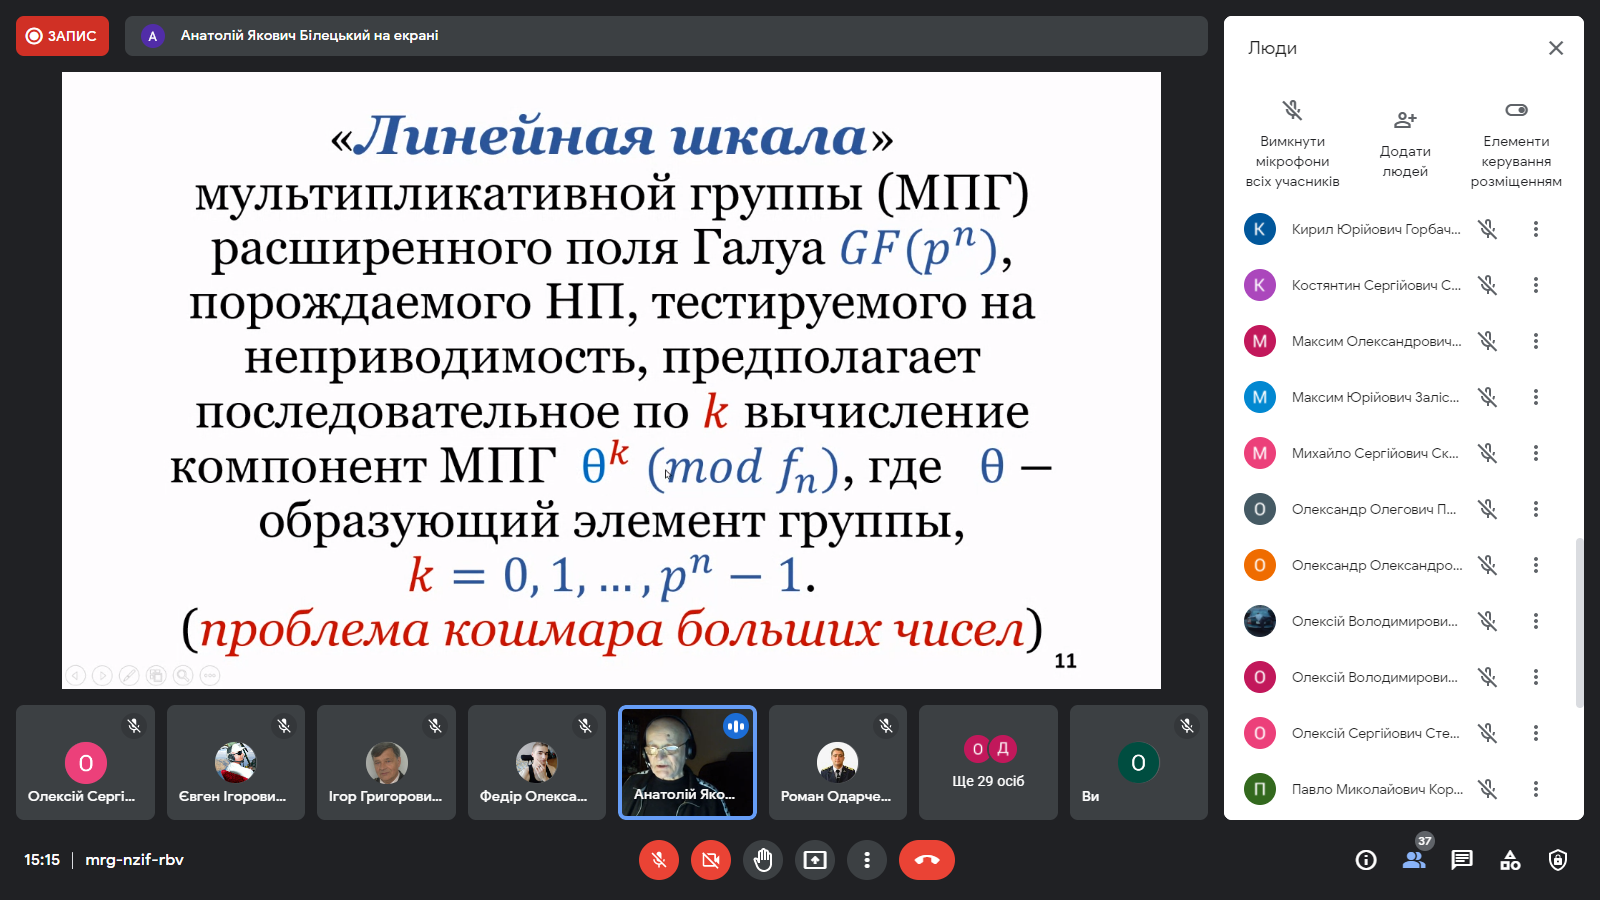 ЗАПИС
А
Анатолій Якович Білецький на екрані
«Линейная шкала»
мультипликативной группы (МПГ)
расширенного поля Галуа GF(pⁿ),
порождаемого НП, тестируемого на
неприводимость, предполагает
последовательное по k вычисление
компонент МПГ θᵏ (mod fₙ), где θ –
образующий элемент группы,
k = 0, 1, …, pⁿ − 1.
(проблема кошмара больших чисел)
11
О
Олексій Сергі...
Євген Ігорови...
Ігор Григорови...
Федір Олекса...
Анатолій Яко...
Роман Одарче...
О Д
Ще 29 осіб
О
Ви
15:15 | mrg-nzif-rbv
37
Люди
Вимкнути
мікрофони
всіх учасників
Додати
людей
Елементи
керування
розміщенням
К Кирил Юрійович Горбач...
К Костянтин Сергійович С...
М Максим Олександрович...
М Максим Юрійович Заліс...
М Михайло Сергійович Ск...
О Олександр Олегович П...
О Олександр Олександро...
Олексій Володимирови...
О Олексій Володимирови...
О Олексій Сергійович Сте...
П Павло Миколайович Кор...